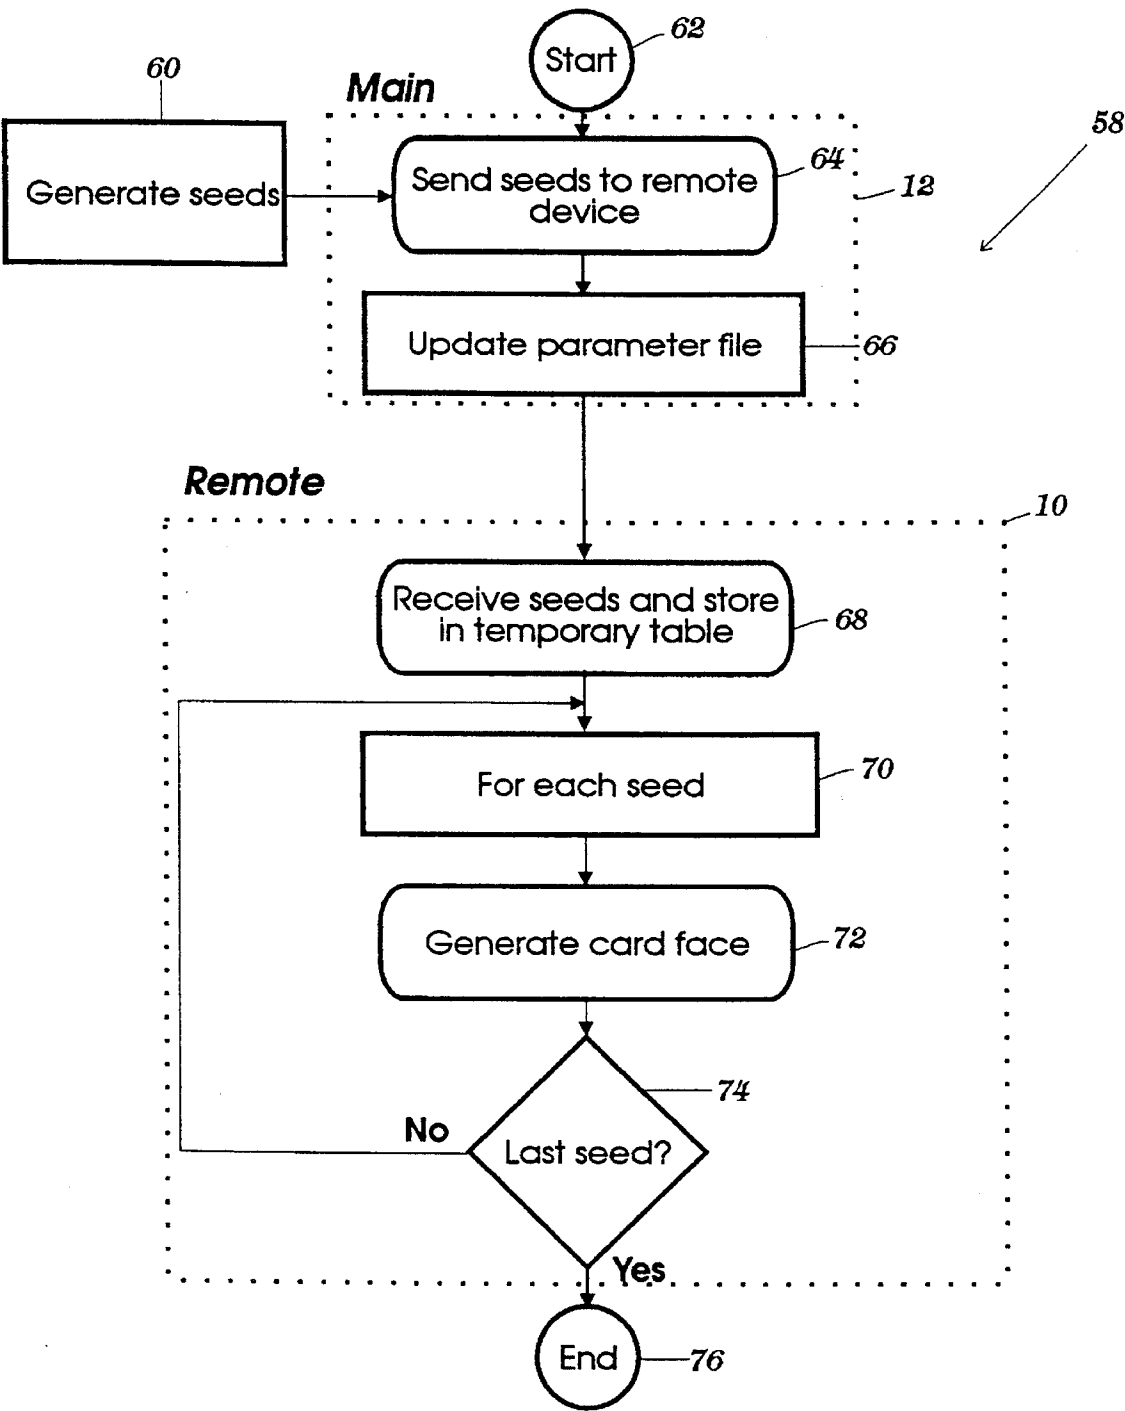 62
Start
60
Main
58
Generate seeds
64
Send seeds to remote
device
12
Update parameter file
66
Remote
10
Receive seeds and store
in temporary table
68
For each seed
70
Generate card face
72
74
No
Last seed?
Yes
End
76